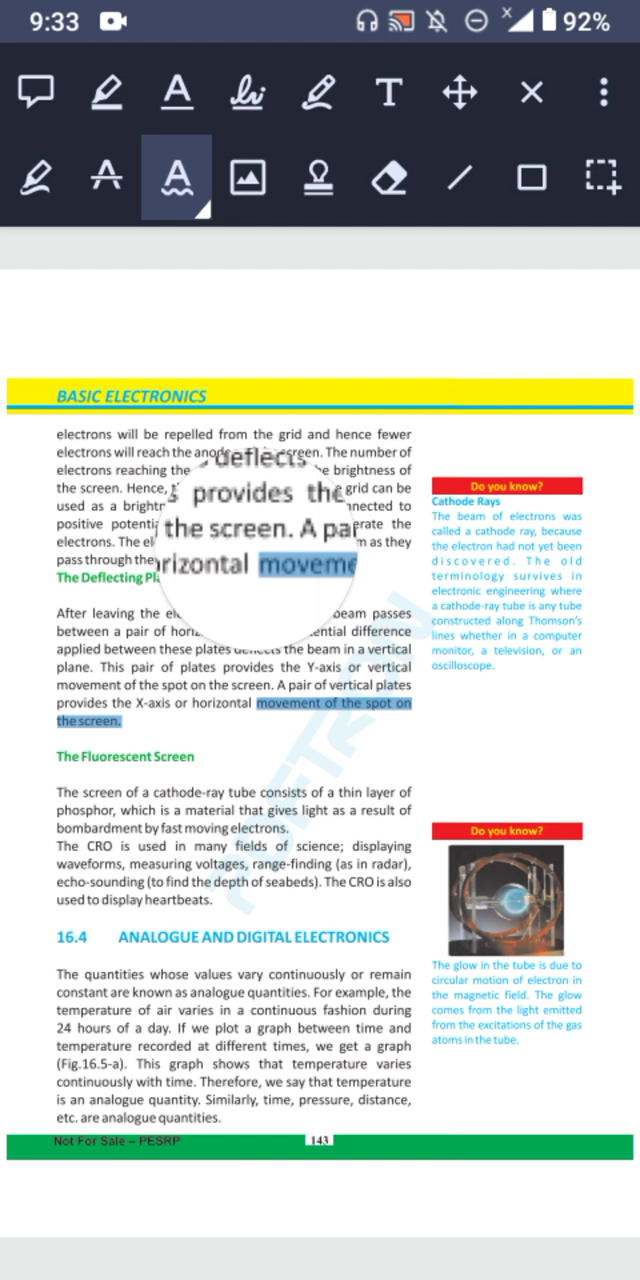 9:33
92%
BASIC ELECTRONICS
electrons will be repelled from the grid and hence fewer
electrons will reach the screen. The number of
electrons reaching the brightness of
the screen. Hence, grid can be
used as a
positive the
electrons. The as they
pass through the
deflects
provides the
the screen. A
The Deflecting
After leaving the beam passes
between a pair of difference
applied between these plates deflects the beam in a vertical
plane. This pair of plates provides the Y-axis or vertical
movement of the spot on the screen. A pair of vertical plates
provides the X-axis or horizontal movement of the spot on
the screen.
The Fluorescent Screen
The screen of a cathode-ray tube consists of a thin layer of
phosphor, which is a material that gives light as a result of
bombardment by fast moving electrons.
The CRO is used in many fields of science; displaying
waveforms, measuring voltages, range-finding (as in radar),
echo-sounding (to find the depth of seabeds). The CRO is also
used to display heartbeats.
16.4 ANALOGUE AND DIGITAL ELECTRONICS
The quantities whose values vary continuously or remain
constant are known as analogue quantities. For example, the
temperature of air varies in a continuous fashion during
24 hours of a day. If we plot a graph between time and
temperature recorded at different times, we get a graph
(Fig.16.5-a). This graph shows that temperature varies
continuously with time. Therefore, we say that temperature
is an analogue quantity. Similarly, time, pressure, distance,
etc. are analogue quantities.
Do you know?
Cathode Rays
The beam of electrons was
called a cathode ray, because
the electron had not yet been
discovered. The old
terminology survives in
electronic engineering where
a cathode-ray tube is any tube
constructed along Thomson's
lines whether in a computer
monitor, a television, or an
oscilloscope.
Do you know?
The glow in the tube is due to
circular motion of electron in
the magnetic field. The glow
comes from the light emitted
from the excitations of the gas
atoms in the tube.
Not For Sale – PESRP
143